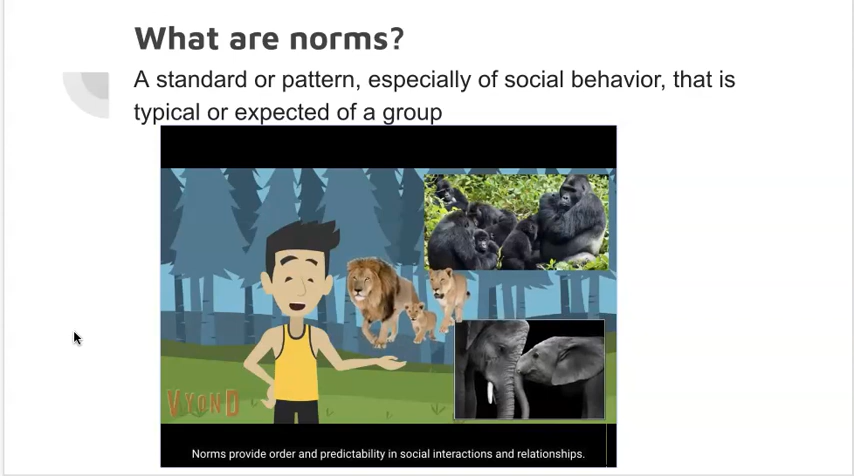 What are norms?
A standard or pattern, especially of social behavior, that is
typical or expected of a group
VYOND
Norms provide order and predictability in social interactions and relationships.